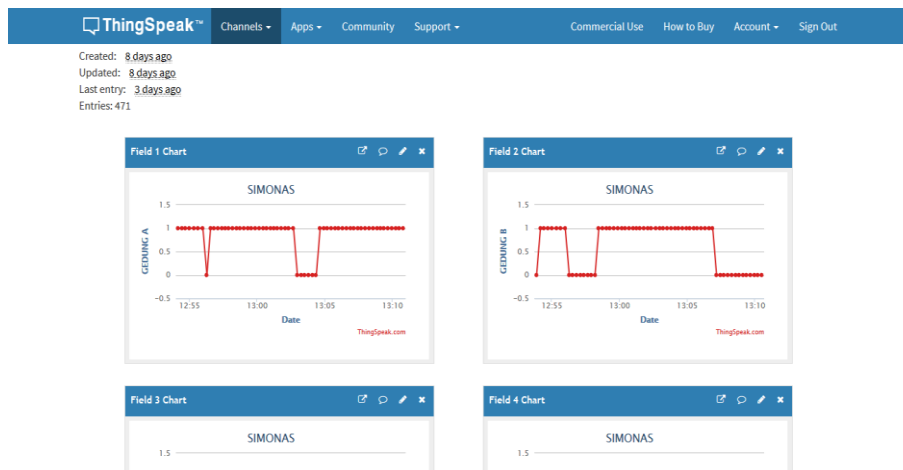 ThingSpeak™ Channels Apps Community Support Commercial Use How to Buy Account Sign Out
Created: 8 days ago
Updated: 8 days ago
Last entry: 3 days ago
Entries: 471
Field 1 Chart
SIMONAS
GEDUNG A
1.5
1
0.5
0
-0.5
12:55 13:00 13:05 13:10
Date
ThingSpeak.com
Field 2 Chart
SIMONAS
GEDUNG B
1.5
1
0.5
0
-0.5
12:55 13:00 13:05 13:10
Date
ThingSpeak.com
Field 3 Chart
SIMONAS
1.5
Field 4 Chart
SIMONAS
1.5